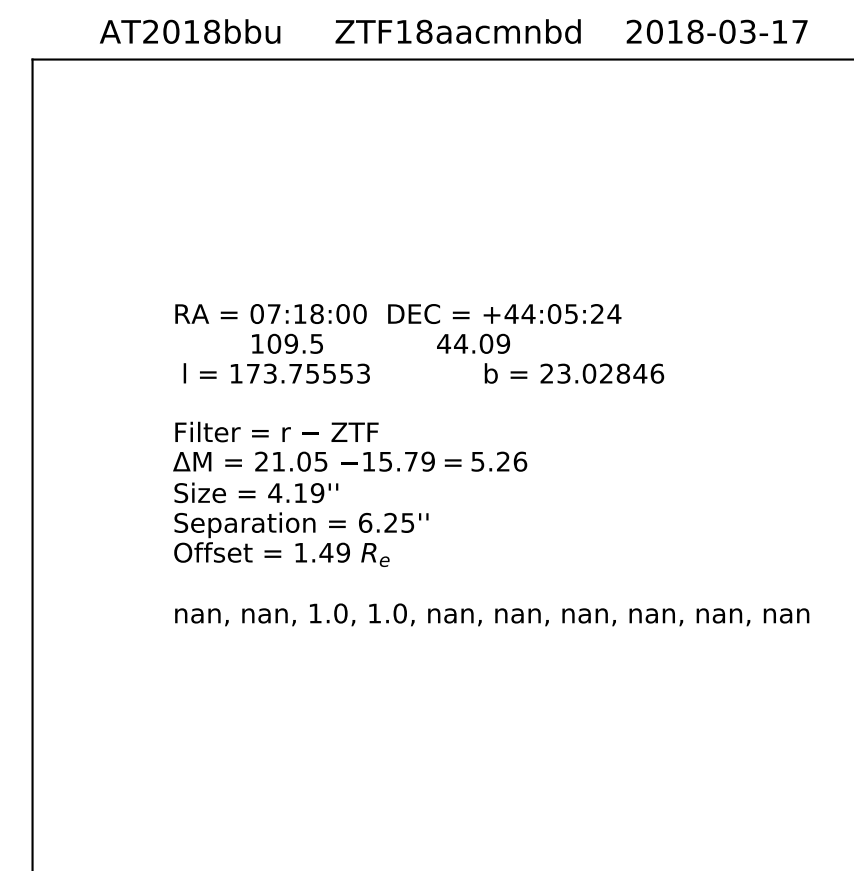 AT2018bbu ZTF18aacmnbd 2018-03-17
RA = 07:18:00 DEC = +44:05:24
109.5 44.09
l = 173.75553 b = 23.02846
Filter = r − ZTF
ΔM = 21.05 −15.79 = 5.26
Size = 4.19''
Separation = 6.25''
Offset = 1.49 Rₑ
nan, nan, 1.0, 1.0, nan, nan, nan, nan, nan, nan